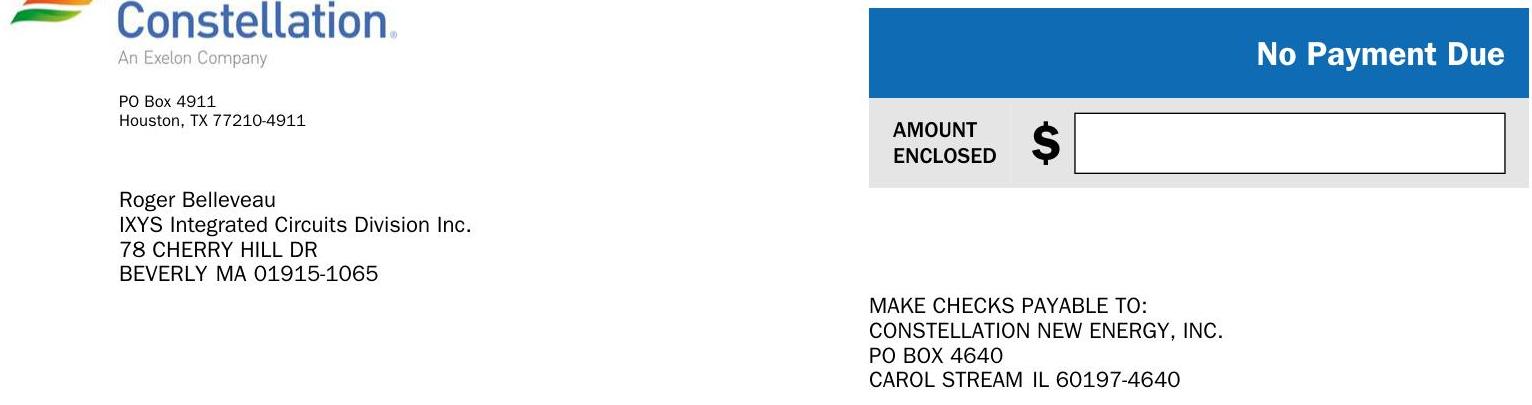 Constellation®
An Exelon Company
PO Box 4911
Houston, TX 77210-4911
Roger Belleveau
IXYS Integrated Circuits Division Inc.
78 CHERRY HILL DR
BEVERLY MA 01915-1065
No Payment Due
AMOUNT
ENCLOSED
$
MAKE CHECKS PAYABLE TO:
CONSTELLATION NEW ENERGY, INC.
PO BOX 4640
CAROL STREAM IL 60197-4640